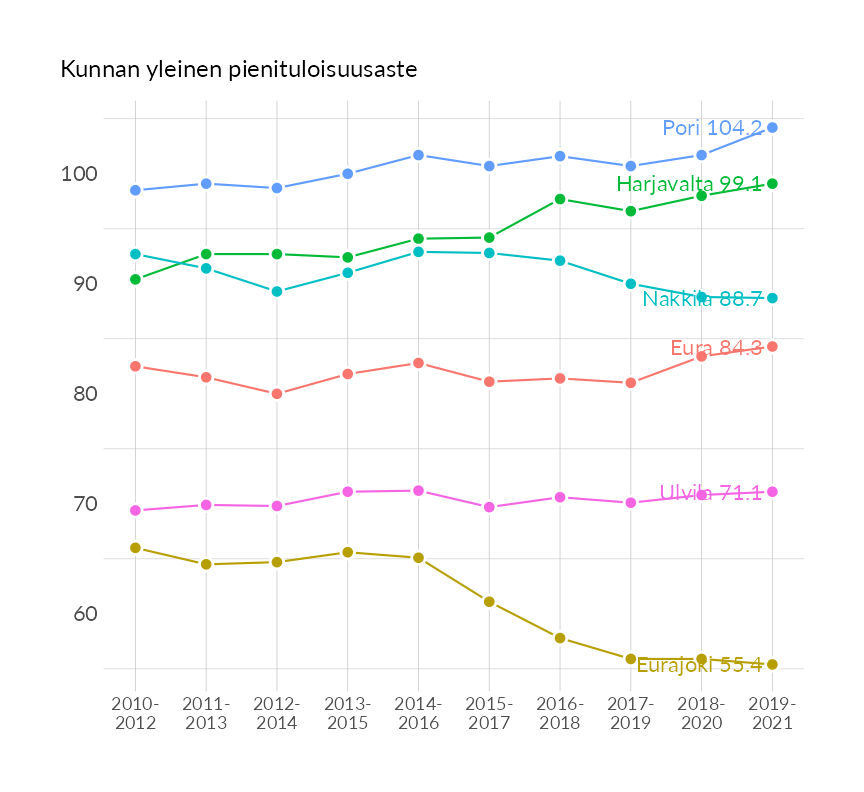 Kunnan yleinen pienituloisuusaste
Pori 104.2
100
Harjavalta 99.1
90
Nakkila 88.7
Eura 84.3
80
70
Ulvila 71.1
60
Eurajoki 55.4
2010- 2011- 2012- 2013- 2014- 2015- 2016- 2017- 2018- 2019-
2012 2013 2014 2015 2016 2017 2018 2019 2020 2021